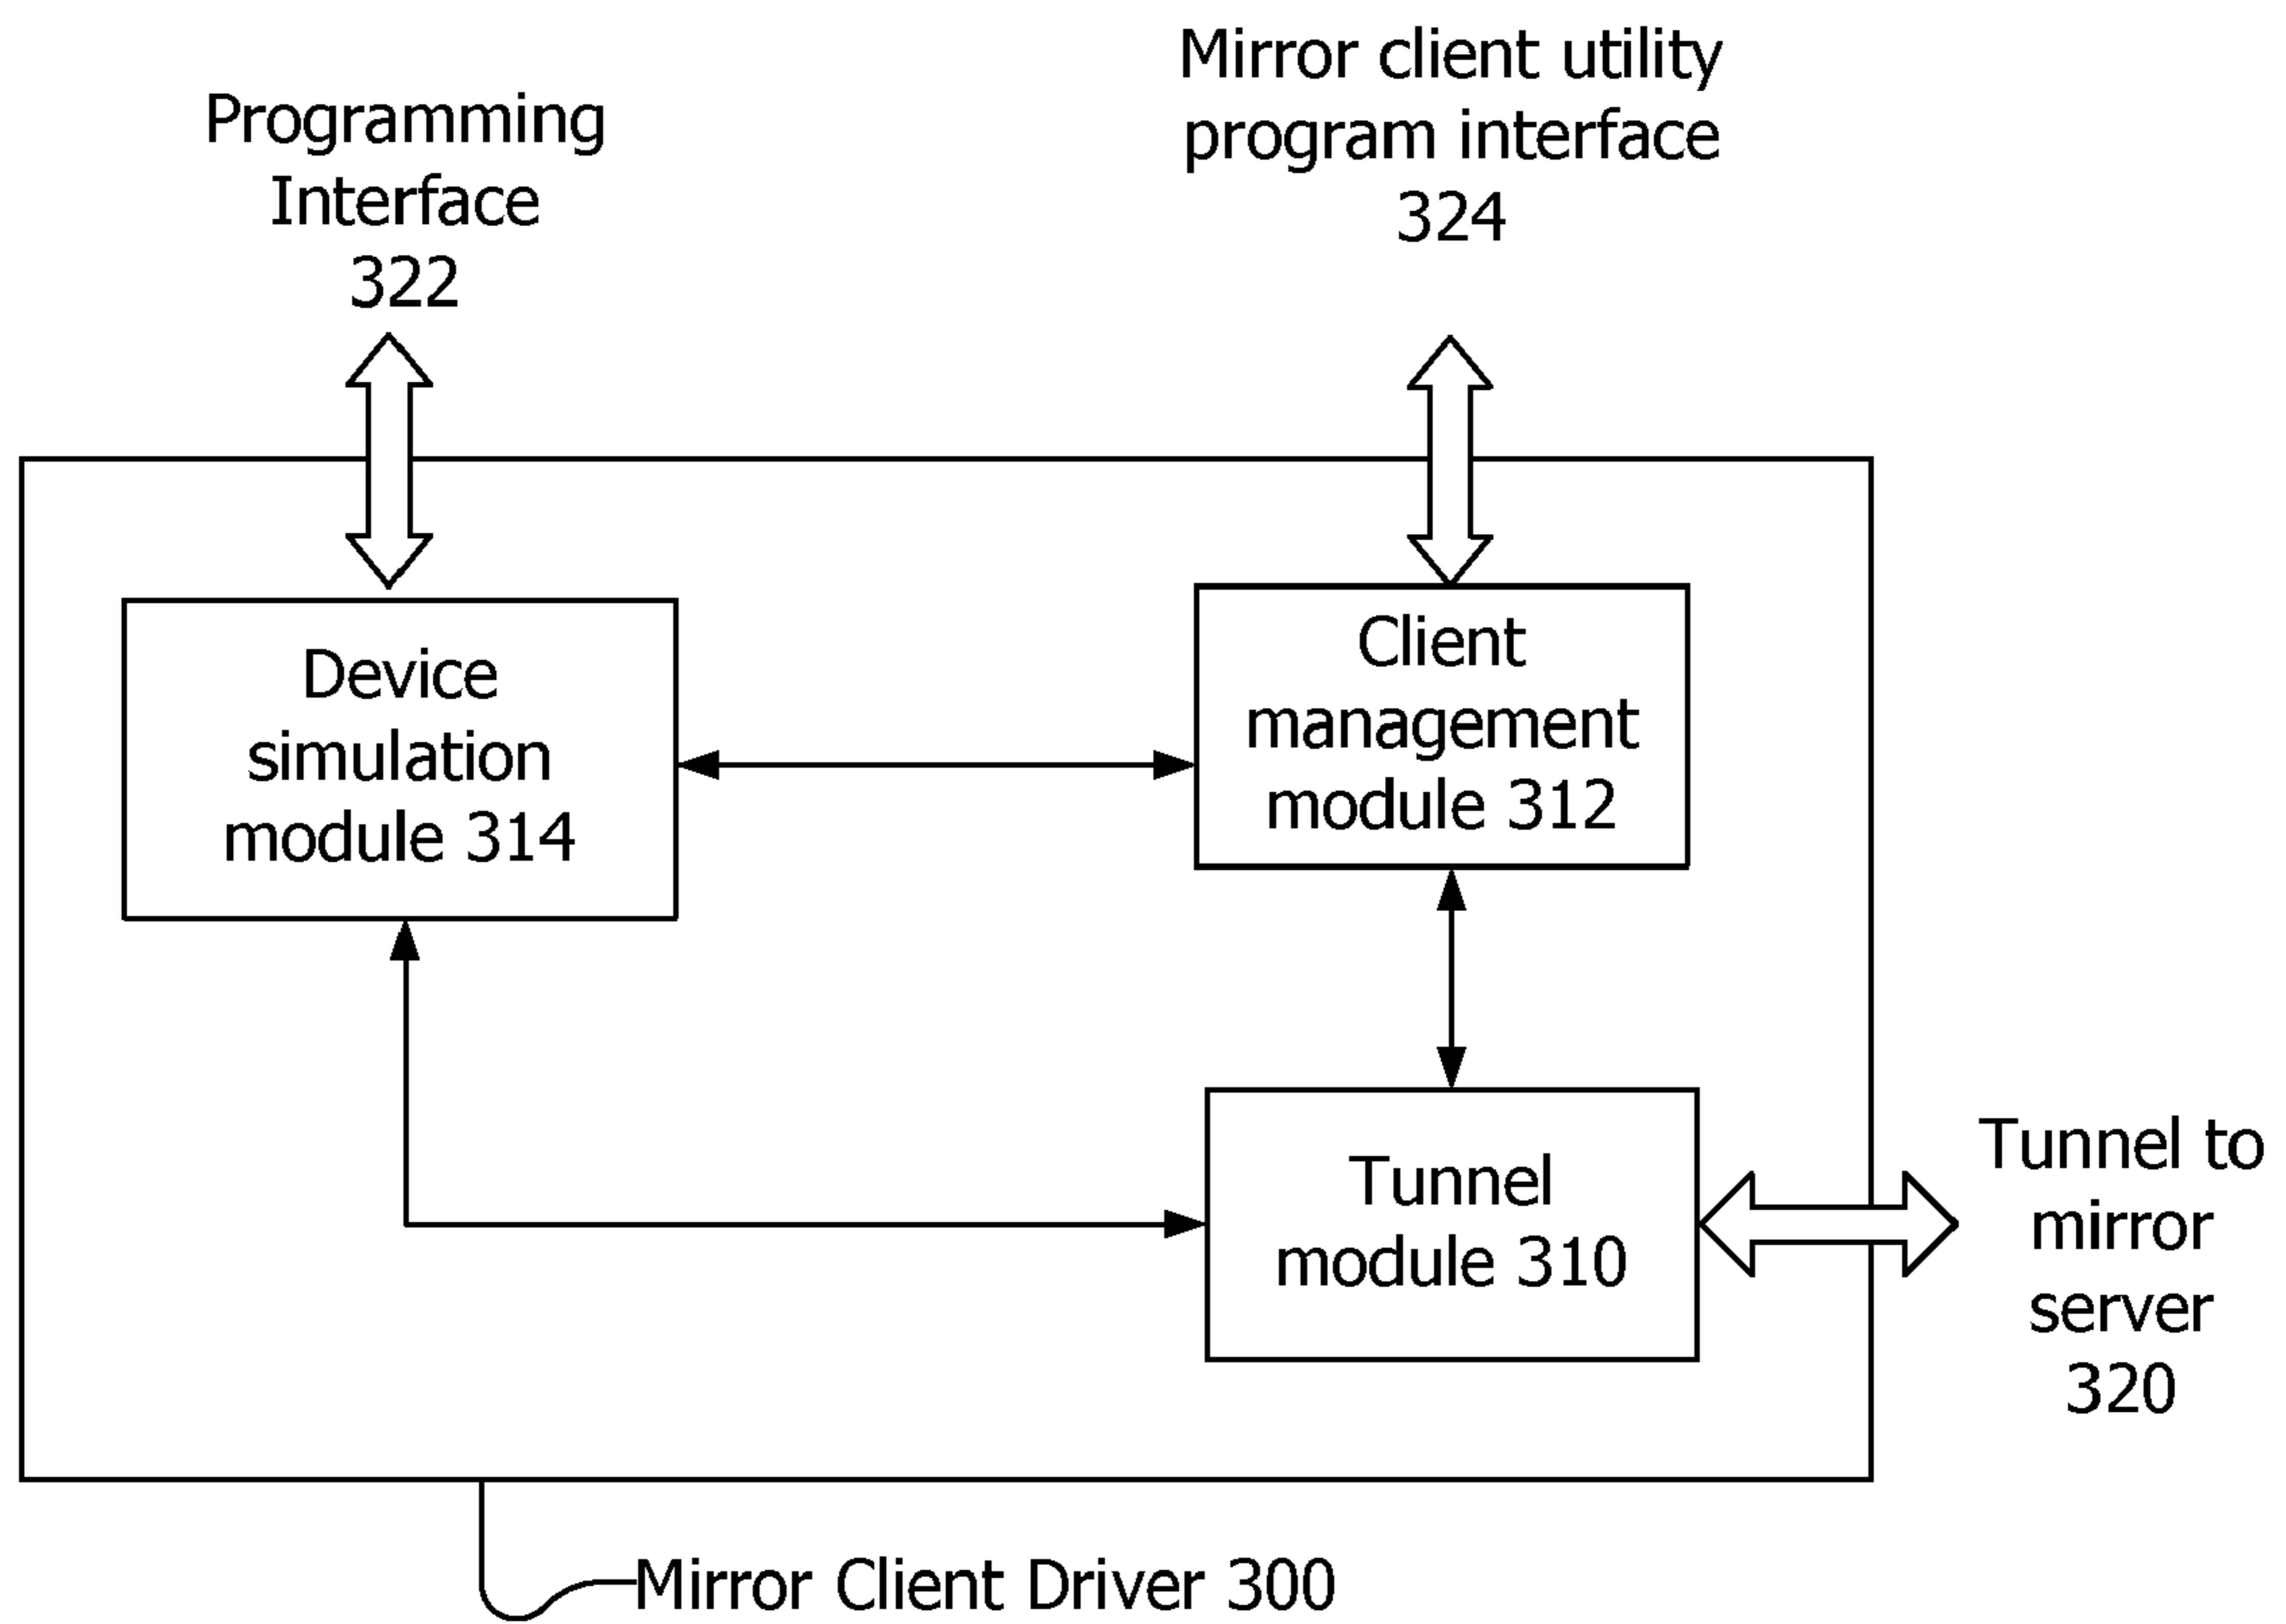 Programming
Interface
322
Mirror client utility
program interface
324
Device
simulation
module 314
Client
management
module 312
Tunnel
module 310
Tunnel to
mirror
server
320
Mirror Client Driver 300